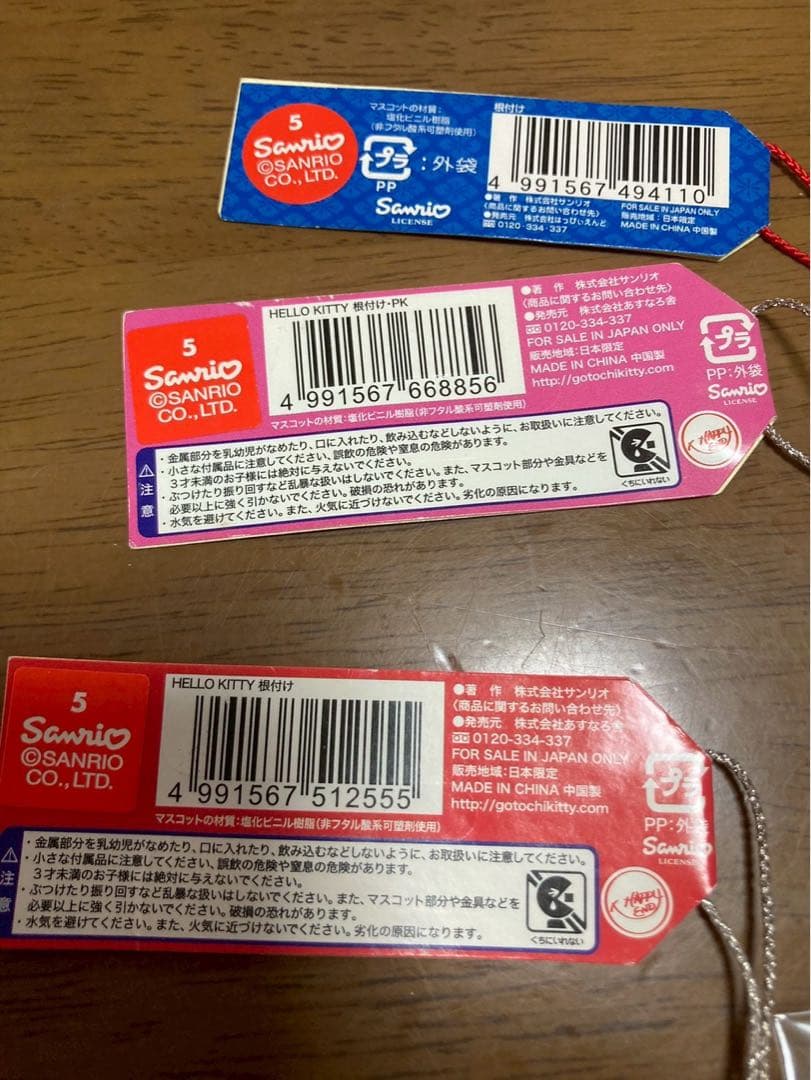 5
Sanrio
©SANRIO
CO., LTD.
マスコットの材質:
塩化ビニル樹脂
(非フタル酸系可塑剤使用)
プラ
:外袋
PP
Sanrio
LICENSE
根付け
4 991567 494110
●著 作 株式会社サンリオ
〈商品に関するお問い合わせ先〉
●発売元 株式会社はっぴぃえんど
0120-334-337
FOR SALE IN JAPAN ONLY
販売地域:日本限定
MADE IN CHINA 中国製
5
Sanrio
©SANRIO
CO., LTD.
HELLO KITTY 根付け・PK
4 991567 668856
マスコットの材質:塩化ビニル樹脂(非フタル酸系可塑剤使用)
●著 作 株式会社サンリオ
〈商品に関するお問い合わせ先〉
●発売元 株式会社あすなろ舎
0120-334-337
FOR SALE IN JAPAN ONLY
販売地域:日本限定
MADE IN CHINA 中国製
http://gotochikitty.com
プラ
PP:外袋
Sanrio
LICENSE
HAPPY
END
注意
・金属部分を乳幼児がなめたり、口に入れたり、飲み込むなどしないように、お取扱いに注意してください。
・小さな付属品に注意してください、誤飲の危険や窒息の危険があります。
3才未満のお子様には絶対に与えないでください。
・ぶつけたり振り回すなど乱暴な扱いはしないでください。また、マスコット部分や金具などを
必要以上に強く引かないでください。破損の恐れがあります。
・水気を避けてください。また、火気に近づけないでください。劣化の原因になります。
くちにいれない
5
Sanrio
©SANRIO
CO., LTD.
HELLO KITTY 根付け
4 991567 512555
マスコットの材質:塩化ビニル樹脂(非フタル酸系可塑剤使用)
●著 作 株式会社サンリオ
〈商品に関するお問い合わせ先〉
●発売元 株式会社あすなろ舎
0120-334-337
FOR SALE IN JAPAN ONLY
販売地域:日本限定
MADE IN CHINA 中国製
http://gotochikitty.com
プラ
PP:外袋
Sanrio
LICENSE
HAPPY
END
注意
・金属部分を乳幼児がなめたり、口に入れたり、飲み込むなどしないように、お取扱いに注意してください。
・小さな付属品に注意してください、誤飲の危険や窒息の危険があります。
3才未満のお子様には絶対に与えないでください。
・ぶつけたり振り回すなど乱暴な扱いはしないでください。また、マスコット部分や金具などを
必要以上に強く引かないでください。破損の恐れがあります。
・水気を避けてください。また、火気に近づけないでください。劣化の原因になります。
くちにいれない